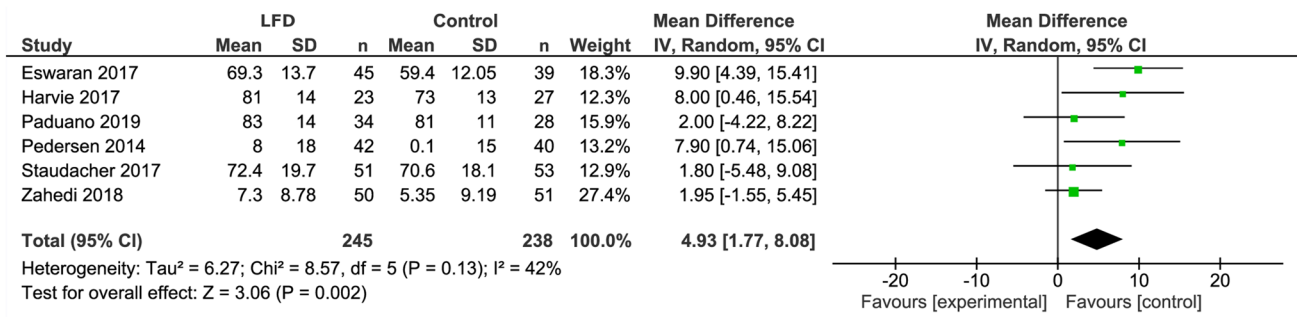 LFD Control Mean Difference Mean Difference
Study Mean SD n Mean SD n Weight IV, Random, 95% CI IV, Random, 95% CI
Eswaran 2017 69.3 13.7 45 59.4 12.05 39 18.3% 9.90 [4.39, 15.41]
Harvie 2017 81 14 23 73 13 27 12.3% 8.00 [0.46, 15.54]
Paduano 2019 83 14 34 81 11 28 15.9% 2.00 [-4.22, 8.22]
Pedersen 2014 8 18 42 0.1 15 40 13.2% 7.90 [0.74, 15.06]
Staudacher 2017 72.4 19.7 51 70.6 18.1 53 12.9% 1.80 [-5.48, 9.08]
Zahedi 2018 7.3 8.78 50 5.35 9.19 51 27.4% 1.95 [-1.55, 5.45]
Total (95% CI) 245 238 100.0% 4.93 [1.77, 8.08]
Heterogeneity: Tau² = 6.27; Chi² = 8.57, df = 5 (P = 0.13); I² = 42%
Test for overall effect: Z = 3.06 (P = 0.002)
-20 -10 0 10 20
Favours [experimental] Favours [control]